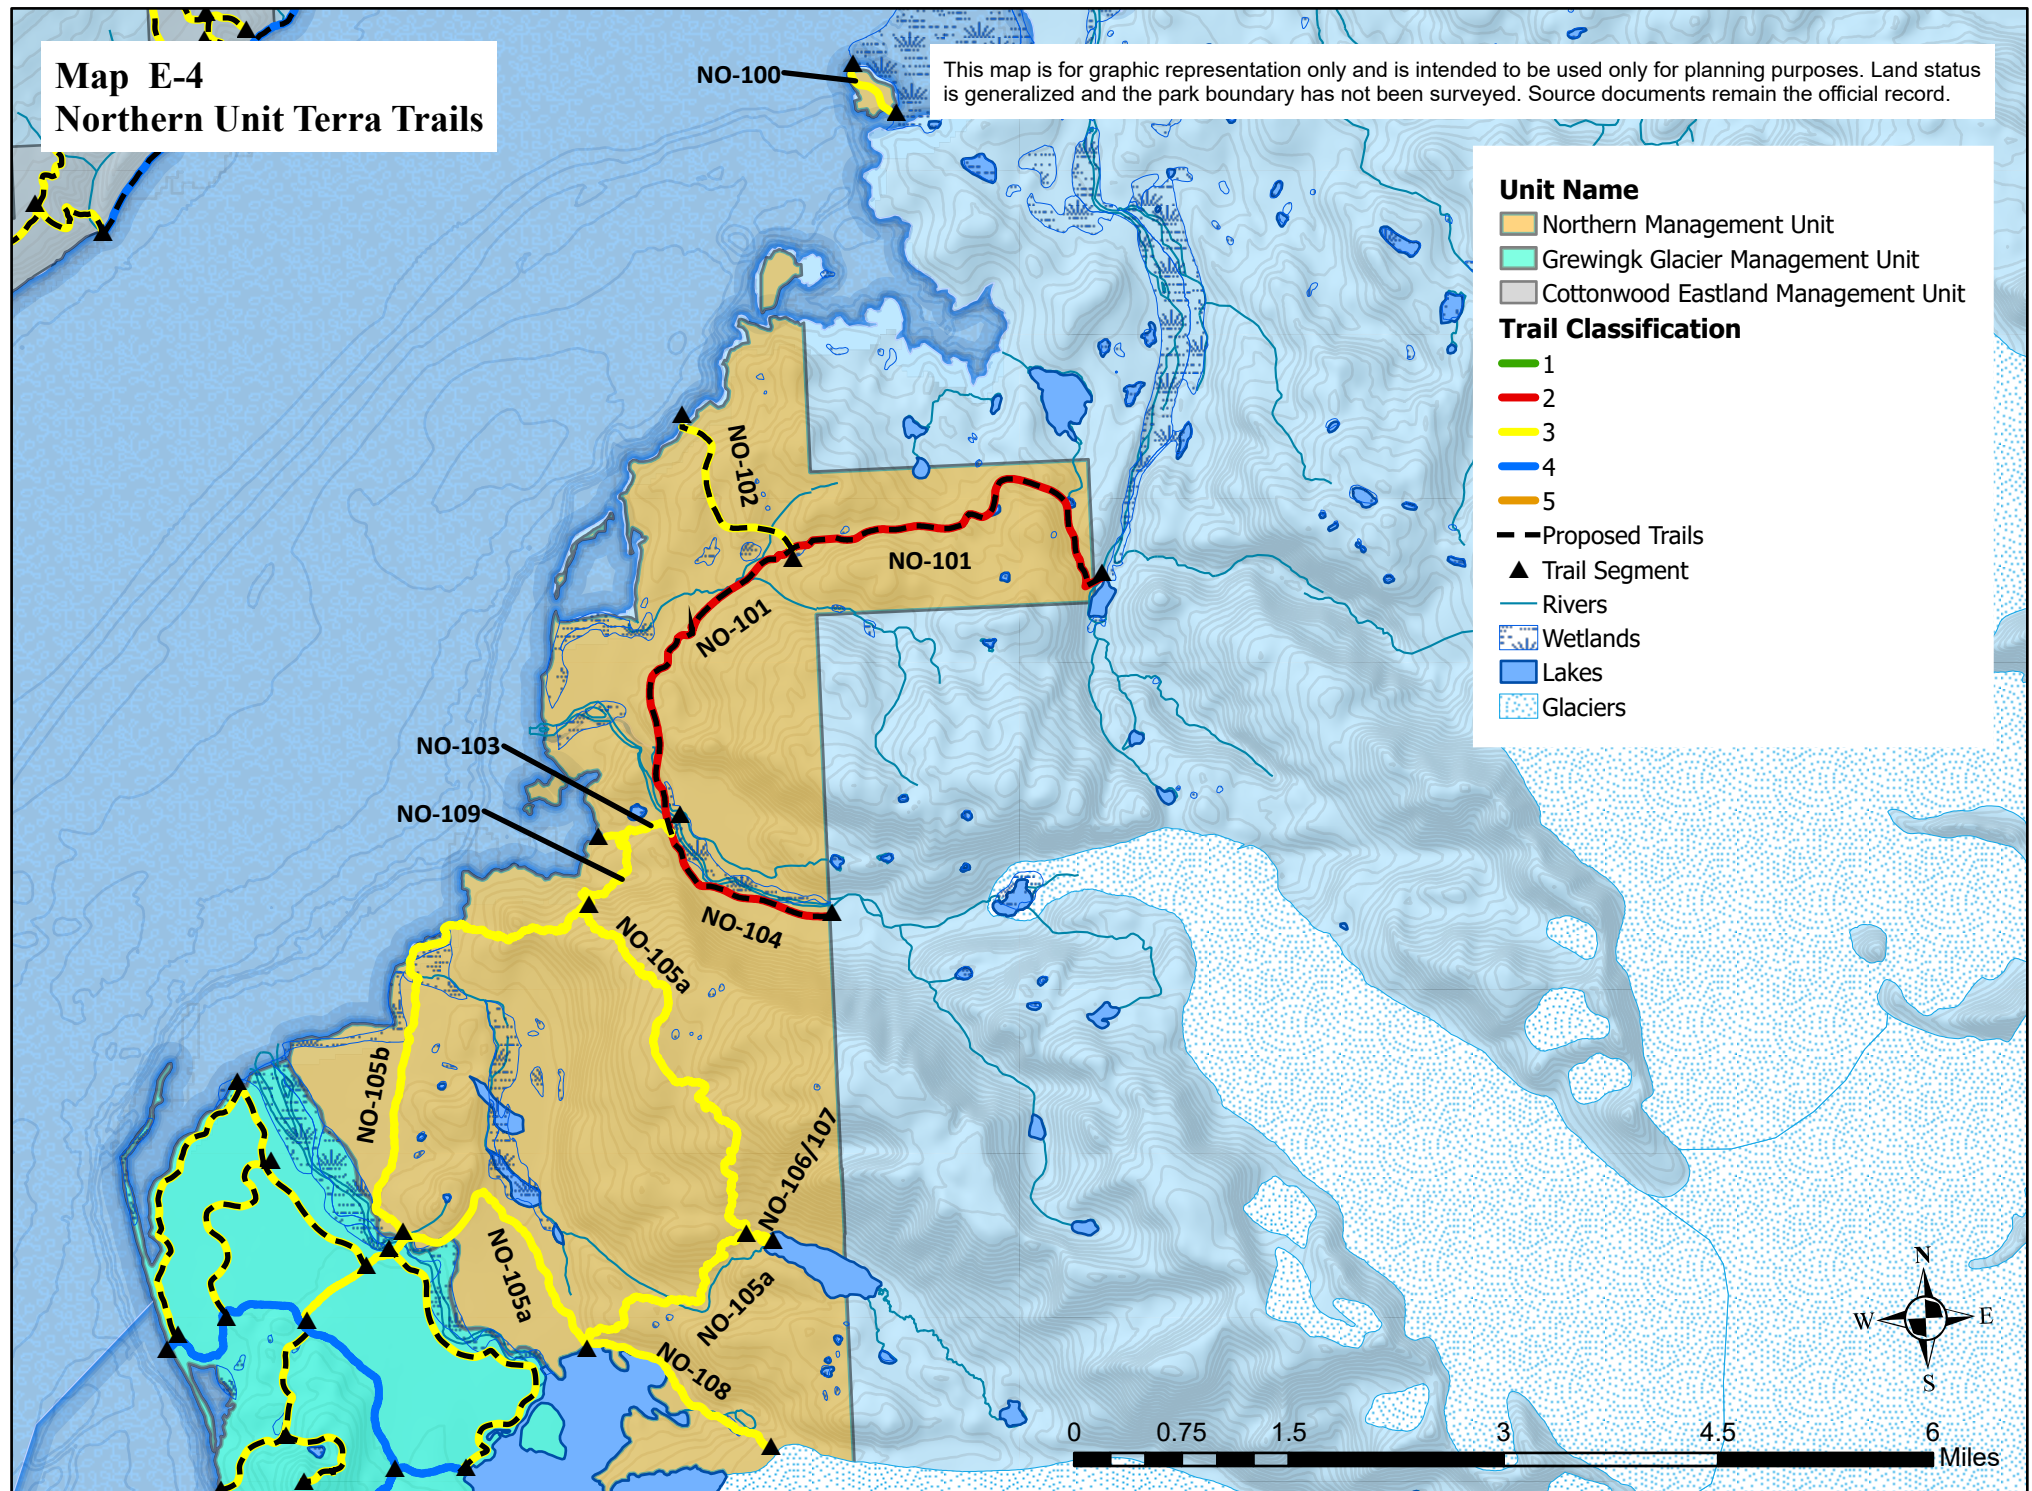 Map E-4
Northern Unit Terra Trails
This map is for graphic representation only and is intended to be used only for planning purposes. Land status
is generalized and the park boundary has not been surveyed. Source documents remain the official record.
NO-100
Unit Name
Northern Management Unit
Grewingk Glacier Management Unit
Cottonwood Eastland Management Unit
Trail Classification
1
2
3
4
5
Proposed Trails
Trail Segment
Rivers
Wetlands
Lakes
Glaciers
NO-102
NO-101
NO-101
NO-103
NO-109
NO-104
NO-105a
NO-105b
NO-106/107
NO-105a
NO-105a
NO-108
N
W
E
S
0 0.75 1.5 3 4.5 6
Miles